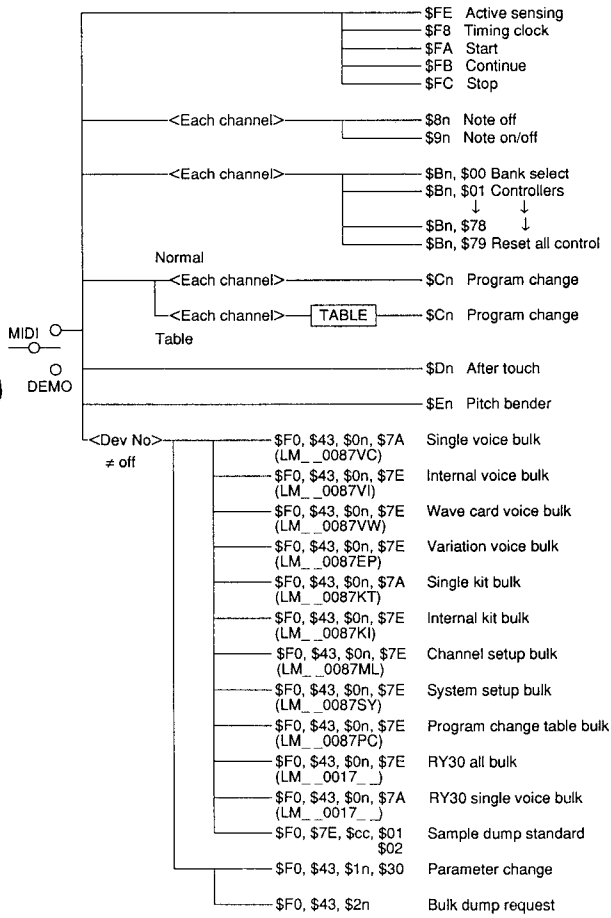 $FE Active sensing
$F8 Timing clock
$FA Start
$FB Continue
$FC Stop
<Each channel> $8n Note off
$9n Note on/off
<Each channel> $Bn, $00 Bank select
$Bn, $01 Controllers
↓ ↓
$Bn, $78 ↓
$Bn, $79 Reset all control
Normal
<Each channel> $Cn Program change
<Each channel> TABLE $Cn Program change
Table
MIDI
DEMO
$Dn After touch
$En Pitch bender
<Dev No> $F0, $43, $0n, $7A Single voice bulk
≠ off (LM_ _0087VC)
$F0, $43, $0n, $7E Internal voice bulk
(LM_ _0087VI)
$F0, $43, $0n, $7E Wave card voice bulk
(LM_ _0087VW)
$F0, $43, $0n, $7E Variation voice bulk
(LM_ _0087EP)
$F0, $43, $0n, $7A Single kit bulk
(LM_ _0087KT)
$F0, $43, $0n, $7E Internal kit bulk
(LM_ _0087KI)
$F0, $43, $0n, $7E Channel setup bulk
(LM_ _0087ML)
$F0, $43, $0n, $7E System setup bulk
(LM_ _0087SY)
$F0, $43, $0n, $7E Program change table bulk
(LM_ _0087PC)
$F0, $43, $0n, $7E RY30 all bulk
(LM_ _0017_ _)
$F0, $43, $0n, $7A RY30 single voice bulk
(LM_ _0017_ _)
$F0, $7E, $cc, $01 Sample dump standard
$02
$F0, $43, $1n, $30 Parameter change
$F0, $43, $2n Bulk dump request